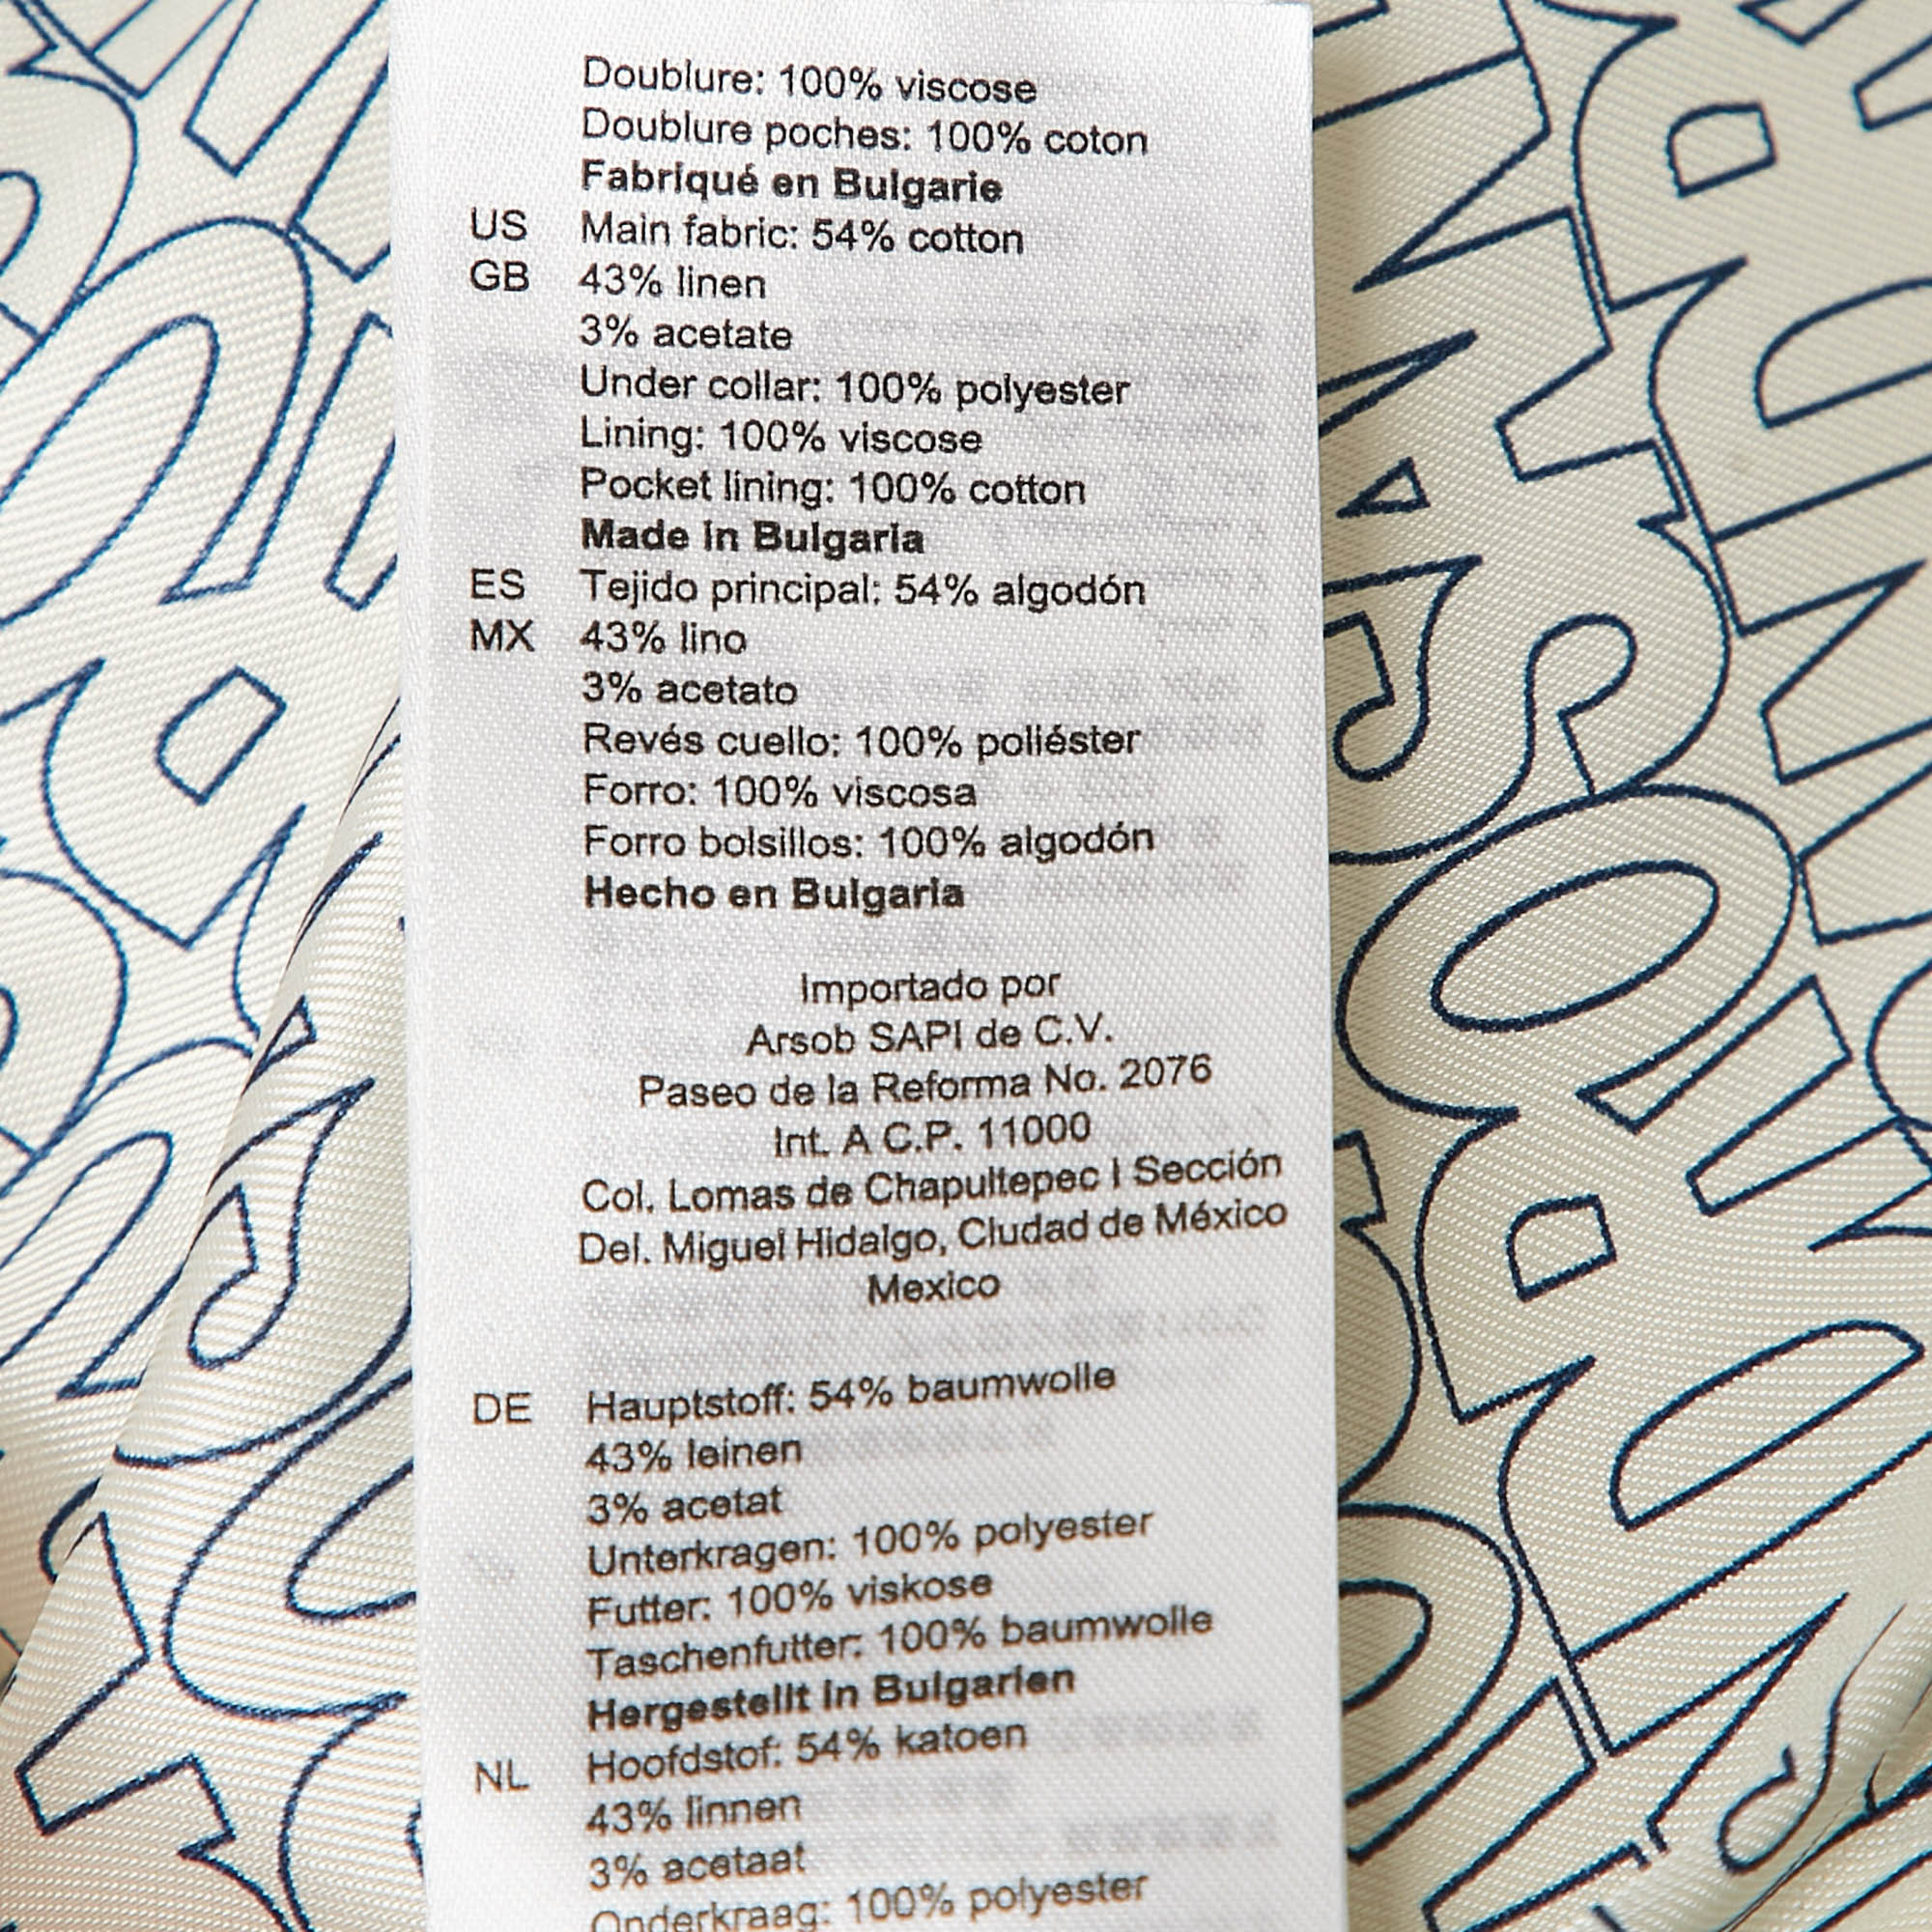 Doublure: 100% viscose
Doublure poches: 100% coton
Fabriqué en Bulgarie
US Main fabric: 54% cotton
GB 43% linen
3% acetate
Under collar: 100% polyester
Lining: 100% viscose
Pocket lining: 100% cotton
Made in Bulgaria
ES Tejido principal: 54% algodón
MX 43% lino
3% acetato
Revés cuello: 100% poliéster
Forro: 100% viscosa
Forro bolsillos: 100% algodón
Hecho en Bulgaria
Importado por
Arsob SAPI de C.V.
Paseo de la Reforma No. 2076
Int. A C.P. 11000
Col. Lomas de Chapultepec I Sección
Del. Miguel Hidalgo, Ciudad de México
Mexico
DE Hauptstoff: 54% baumwolle
43% leinen
3% acetat
Unterkragen: 100% polyester
Futter: 100% viskose
Taschenfutter: 100% baumwolle
Hergestellt in Bulgarien
NL Hoofdstof: 54% katoen
43% linnen
3% acetaat
Onderkraag: 100% polyester